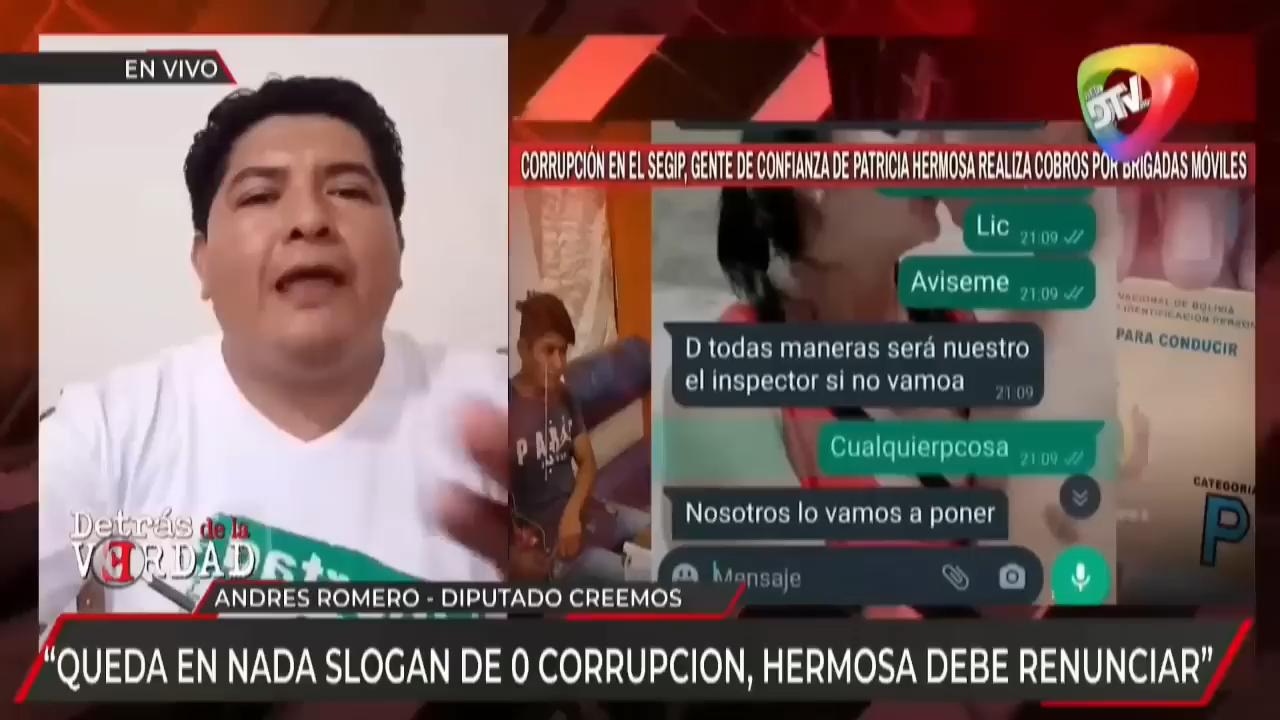 EN VIVO
DTV
CORRUPCIÓN EN EL SEGIP, GENTE DE CONFIANZA DE PATRICIA HERMOSA REALIZA COBROS POR BRIGADAS MÓVILES
Lic 21:09
Aviseme 21:09
D todas maneras será nuestro
el inspector si no vamoa 21:09
Cualquierpcosa 21:09
Nosotros lo vamos a poner
Mensaje
NACIONAL DE BOLIVIA
PARA CONDUCIR
CATEGORIA
P
Detrás de la
VERDAD
ANDRES ROMERO - DIPUTADO CREEMOS
“QUEDA EN NADA SLOGAN DE 0 CORRUPCION, HERMOSA DEBE RENUNCIAR”